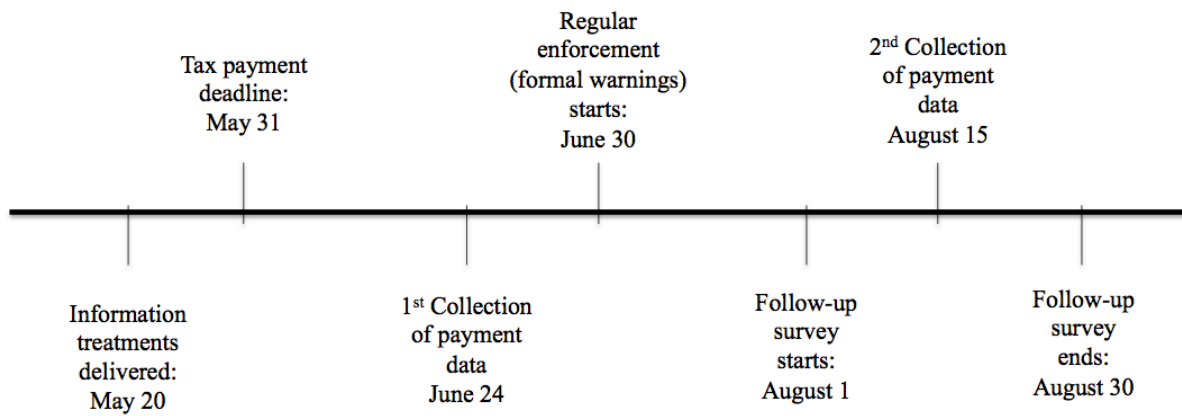 Tax payment
deadline:
May 31
Regular
enforcement
(formal warnings)
starts:
June 30
2nd Collection
of payment
data
August 15
Information
treatments
delivered:
May 20
1st Collection
of payment
data
June 24
Follow-up
survey
starts:
August 1
Follow-up
survey
ends:
August 30